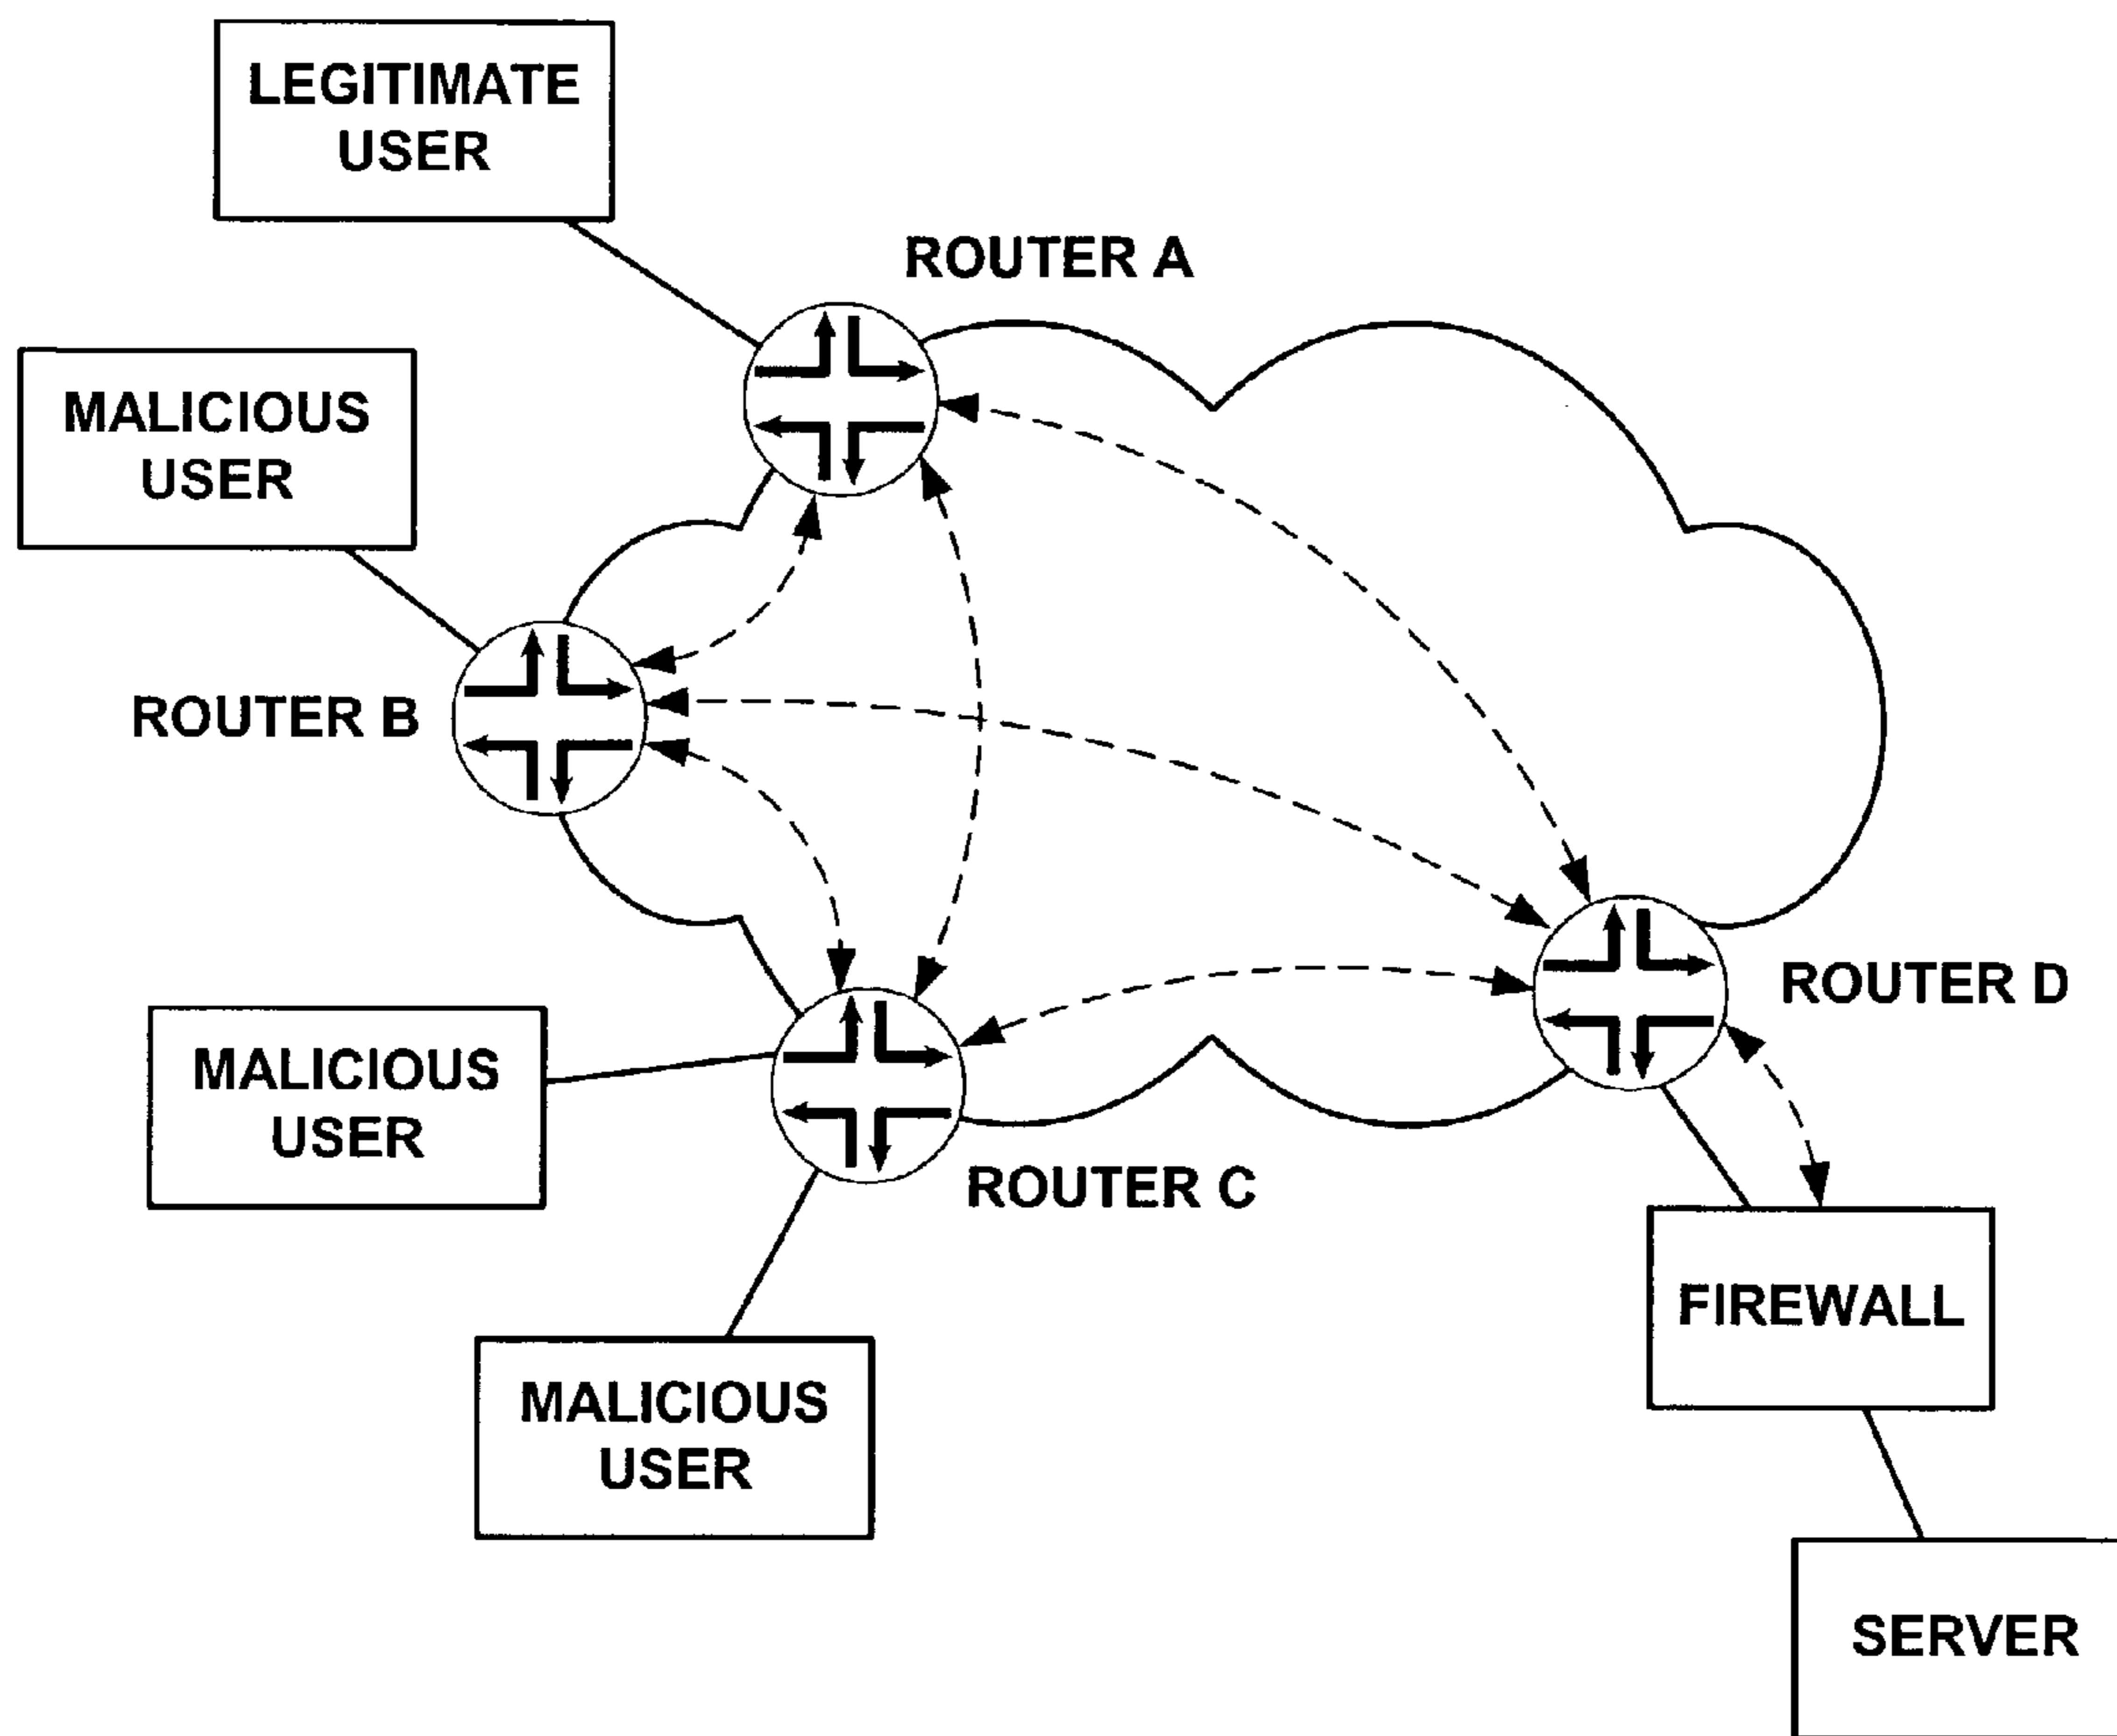 LEGITIMATE
USER
ROUTER A
MALICIOUS
USER
ROUTER B
ROUTER D
MALICIOUS
USER
ROUTER C
FIREWALL
MALICIOUS
USER
SERVER